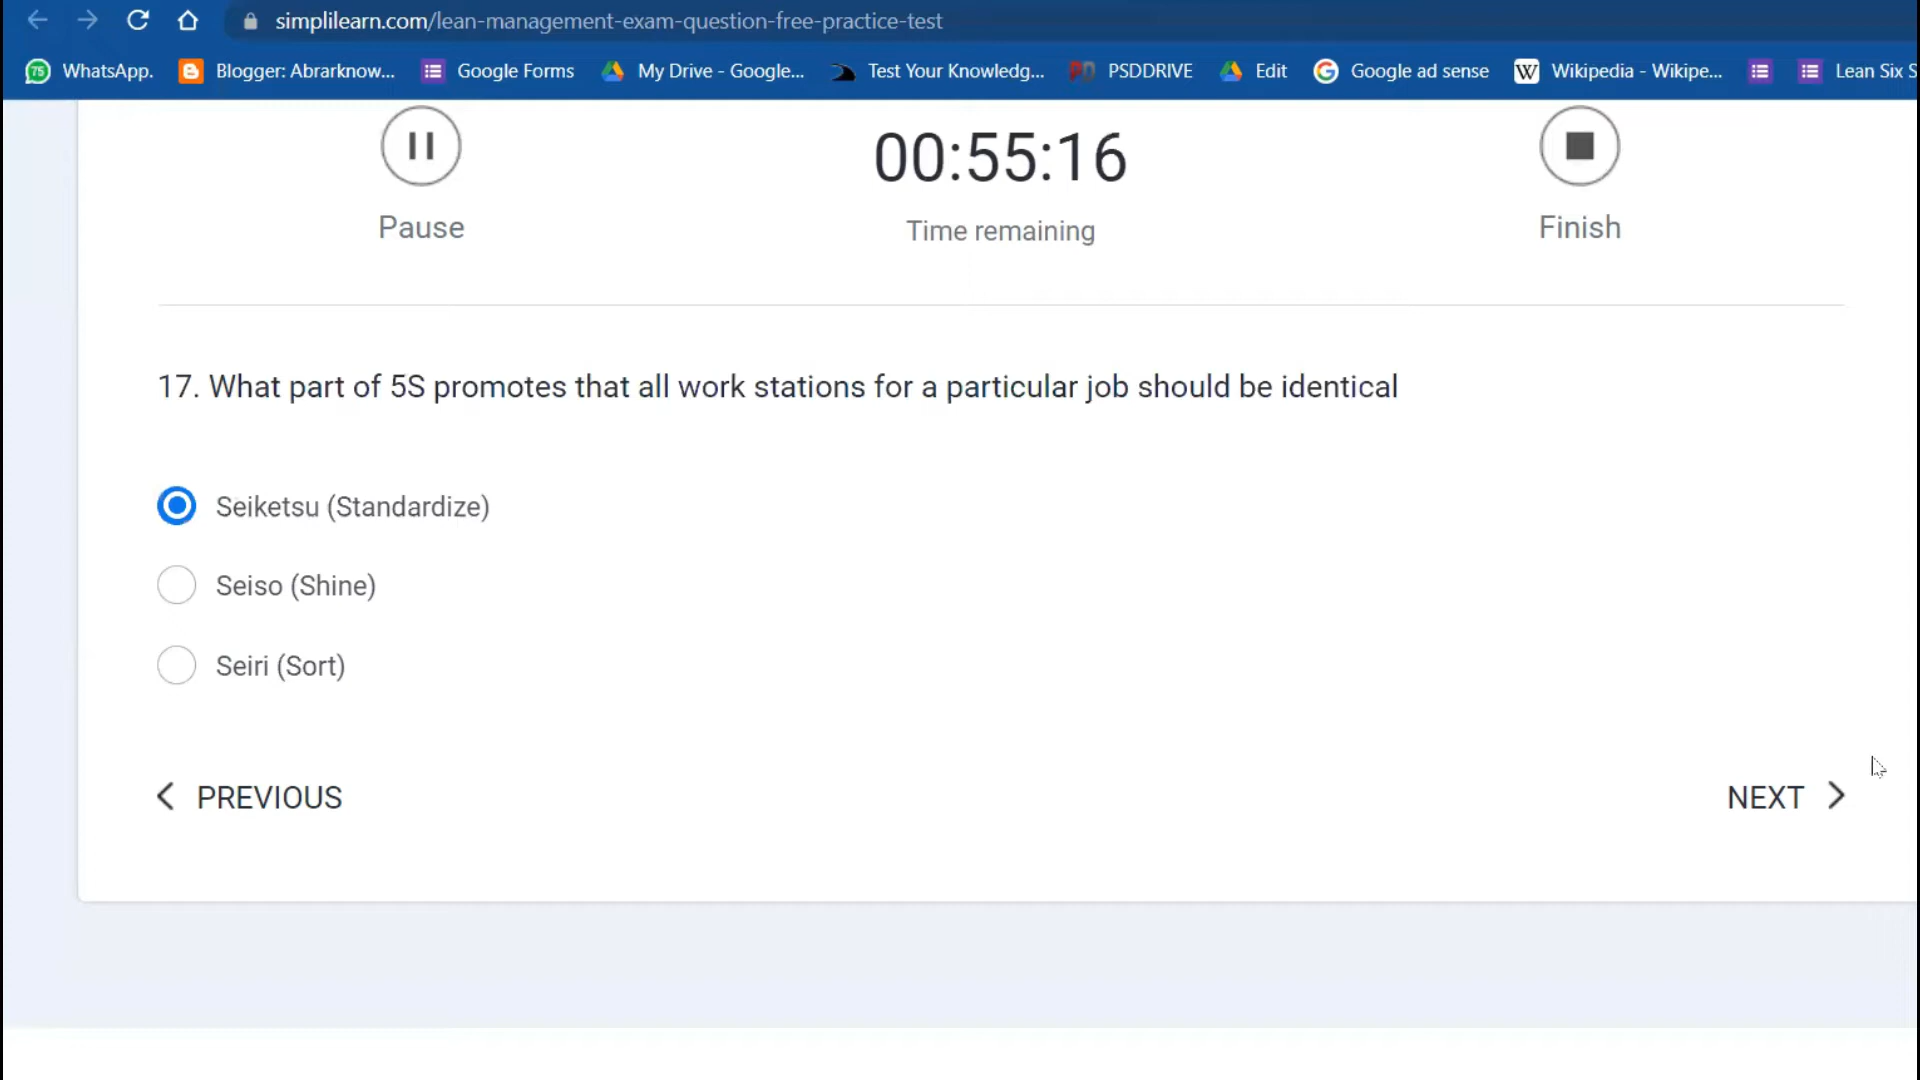 simplilearn.com/lean-management-exam-question-free-practice-test
75 WhatsApp. Blogger: Abrarknow... Google Forms My Drive - Google... Test Your Knowledg... PSDDRIVE Edit Google ad sense W Wikipedia - Wikipe... Lean Six S
Pause
00:55:16
Time remaining
Finish
17. What part of 5S promotes that all work stations for a particular job should be identical
Seiketsu (Standardize)
Seiso (Shine)
Seiri (Sort)
PREVIOUS
NEXT